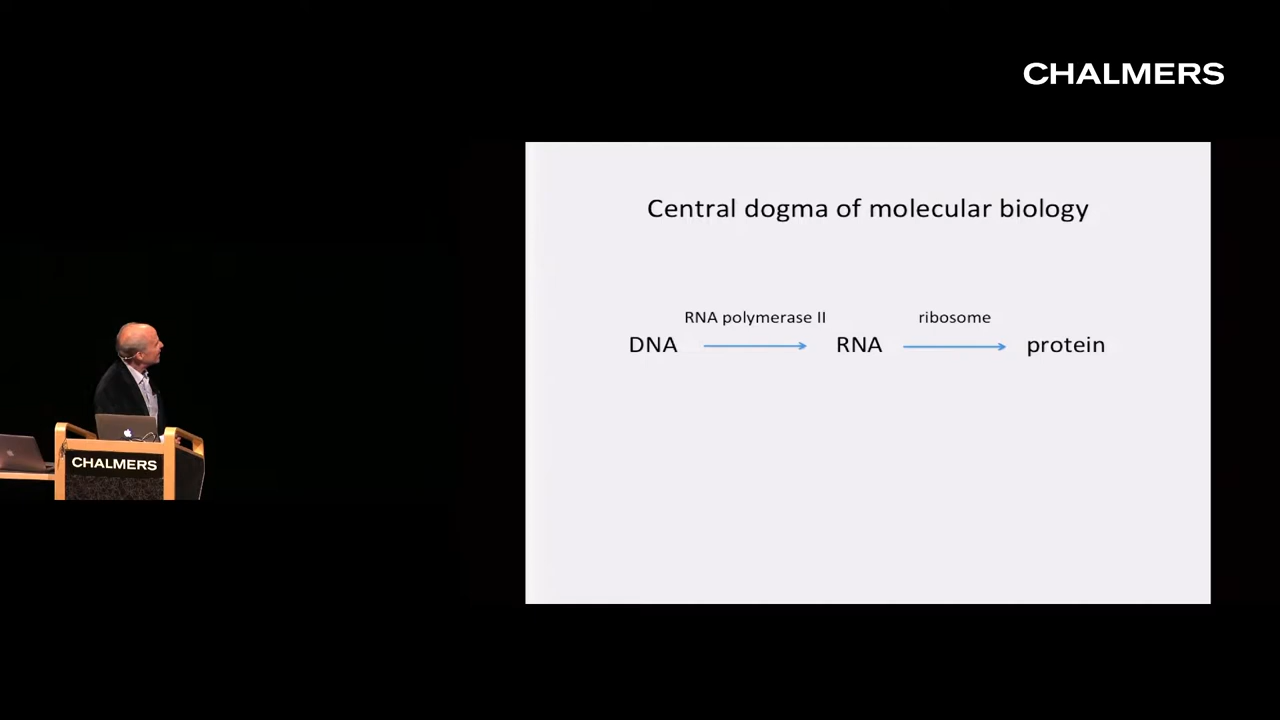 CHALMERS
Central dogma of molecular biology
RNA polymerase II ribosome
DNA RNA protein
CHALMERS